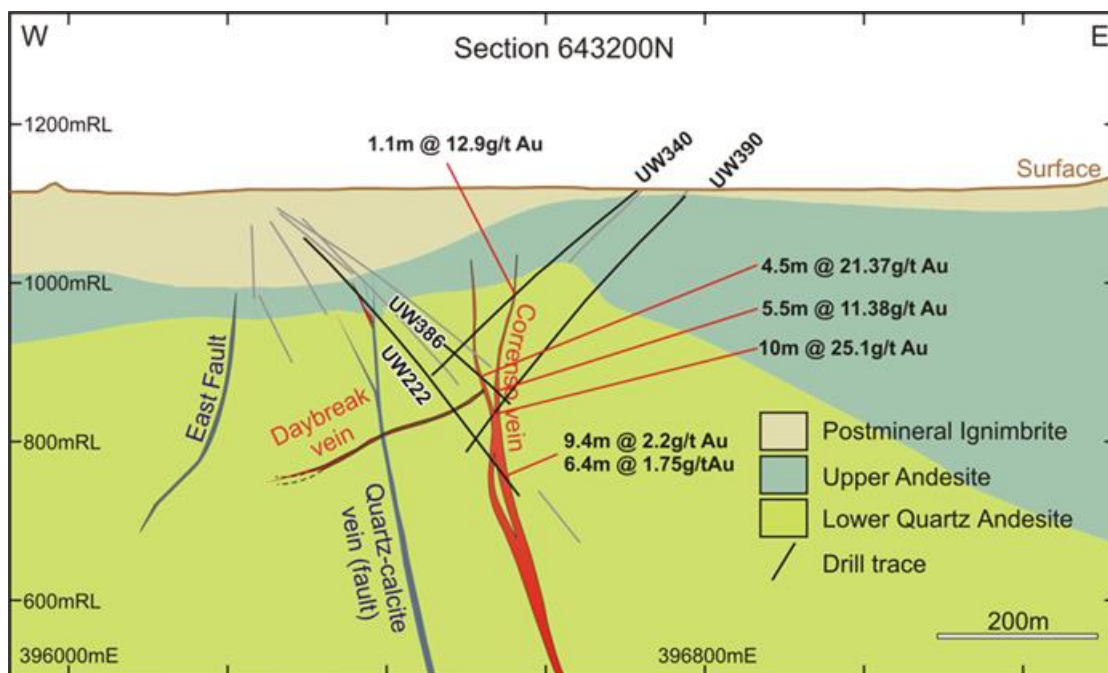 W
Section 643200N
E
1200mRL
1.1m @ 12.9g/t Au
UW340
UW390
Surface
1000mRL
4.5m @ 21.37g/t Au
5.5m @ 11.38g/t Au
10m @ 25.1g/t Au
UW386
UW222
Correnso vein
East Fault
Daybreak
vein
800mRL
9.4m @ 2.2g/t Au
6.4m @ 1.75g/tAu
Quartz-calcite
vein (fault)
Postmineral Ignimbrite
Upper Andesite
Lower Quartz Andesite
Drill trace
600mRL
200m
396000mE
396800mE